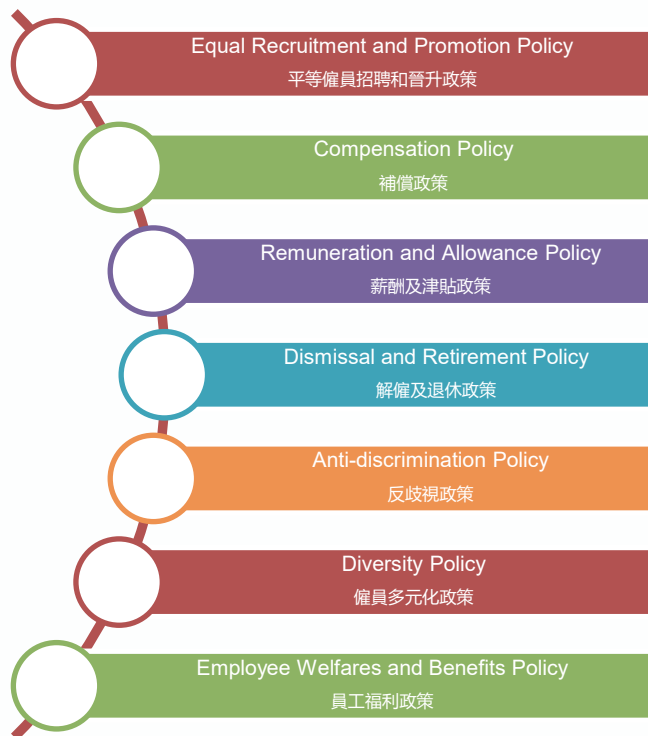 Equal Recruitment and Promotion Policy
平等僱員招聘和晉升政策
Compensation Policy
補償政策
Remuneration and Allowance Policy
薪酬及津貼政策
Dismissal and Retirement Policy
解僱及退休政策
Anti-discrimination Policy
反歧視政策
Diversity Policy
僱員多元化政策
Employee Welfares and Benefits Policy
員工福利政策